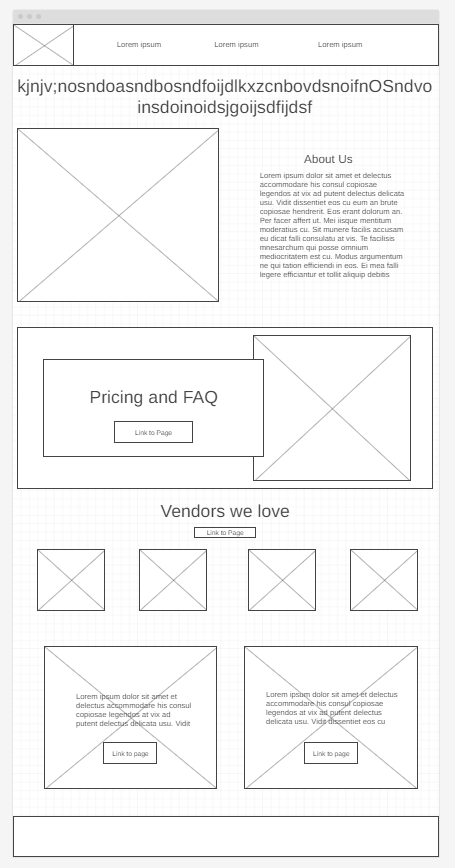 Lorem ipsum Lorem ipsum Lorem ipsum
kjnjv;nosndoasndbosndfoijdlkxzcnbovdsnoifnOSndvo
insdoinoidsjgoijsdfijdsf
About Us
Lorem ipsum dolor sit amet et delectus
accommodare his consul copiosae
legendos at vix ad putent delectus delicata
usu. Vidit dissentiet eos cu eum an brute
copiosae hendrerit. Eos erant dolorum an.
Per facer affert ut. Mei iisque mentitum
moderatius cu. Sit munere facilis accusam
eu dicat falli consulatu at vis. Te facilisis
mnesarchum qui posse omnium
mediocritatem est cu. Modus argumentum
ne qui tation efficiendi in eos. Ei mea falli
legere efficiantur et tollit aliquip debitis
Pricing and FAQ
Link to Page
Vendors we love
Link to Page
Lorem ipsum dolor sit amet et
delectus accommodare his consul
copiosae legendos at vix ad
putent delectus delicata usu. Vidit
Link to page
Lorem ipsum dolor sit amet et delectus
accommodare his consul copiosae
legendos at vix ad putent delectus
delicata usu. Vidit dissentiet eos cu
Link to page